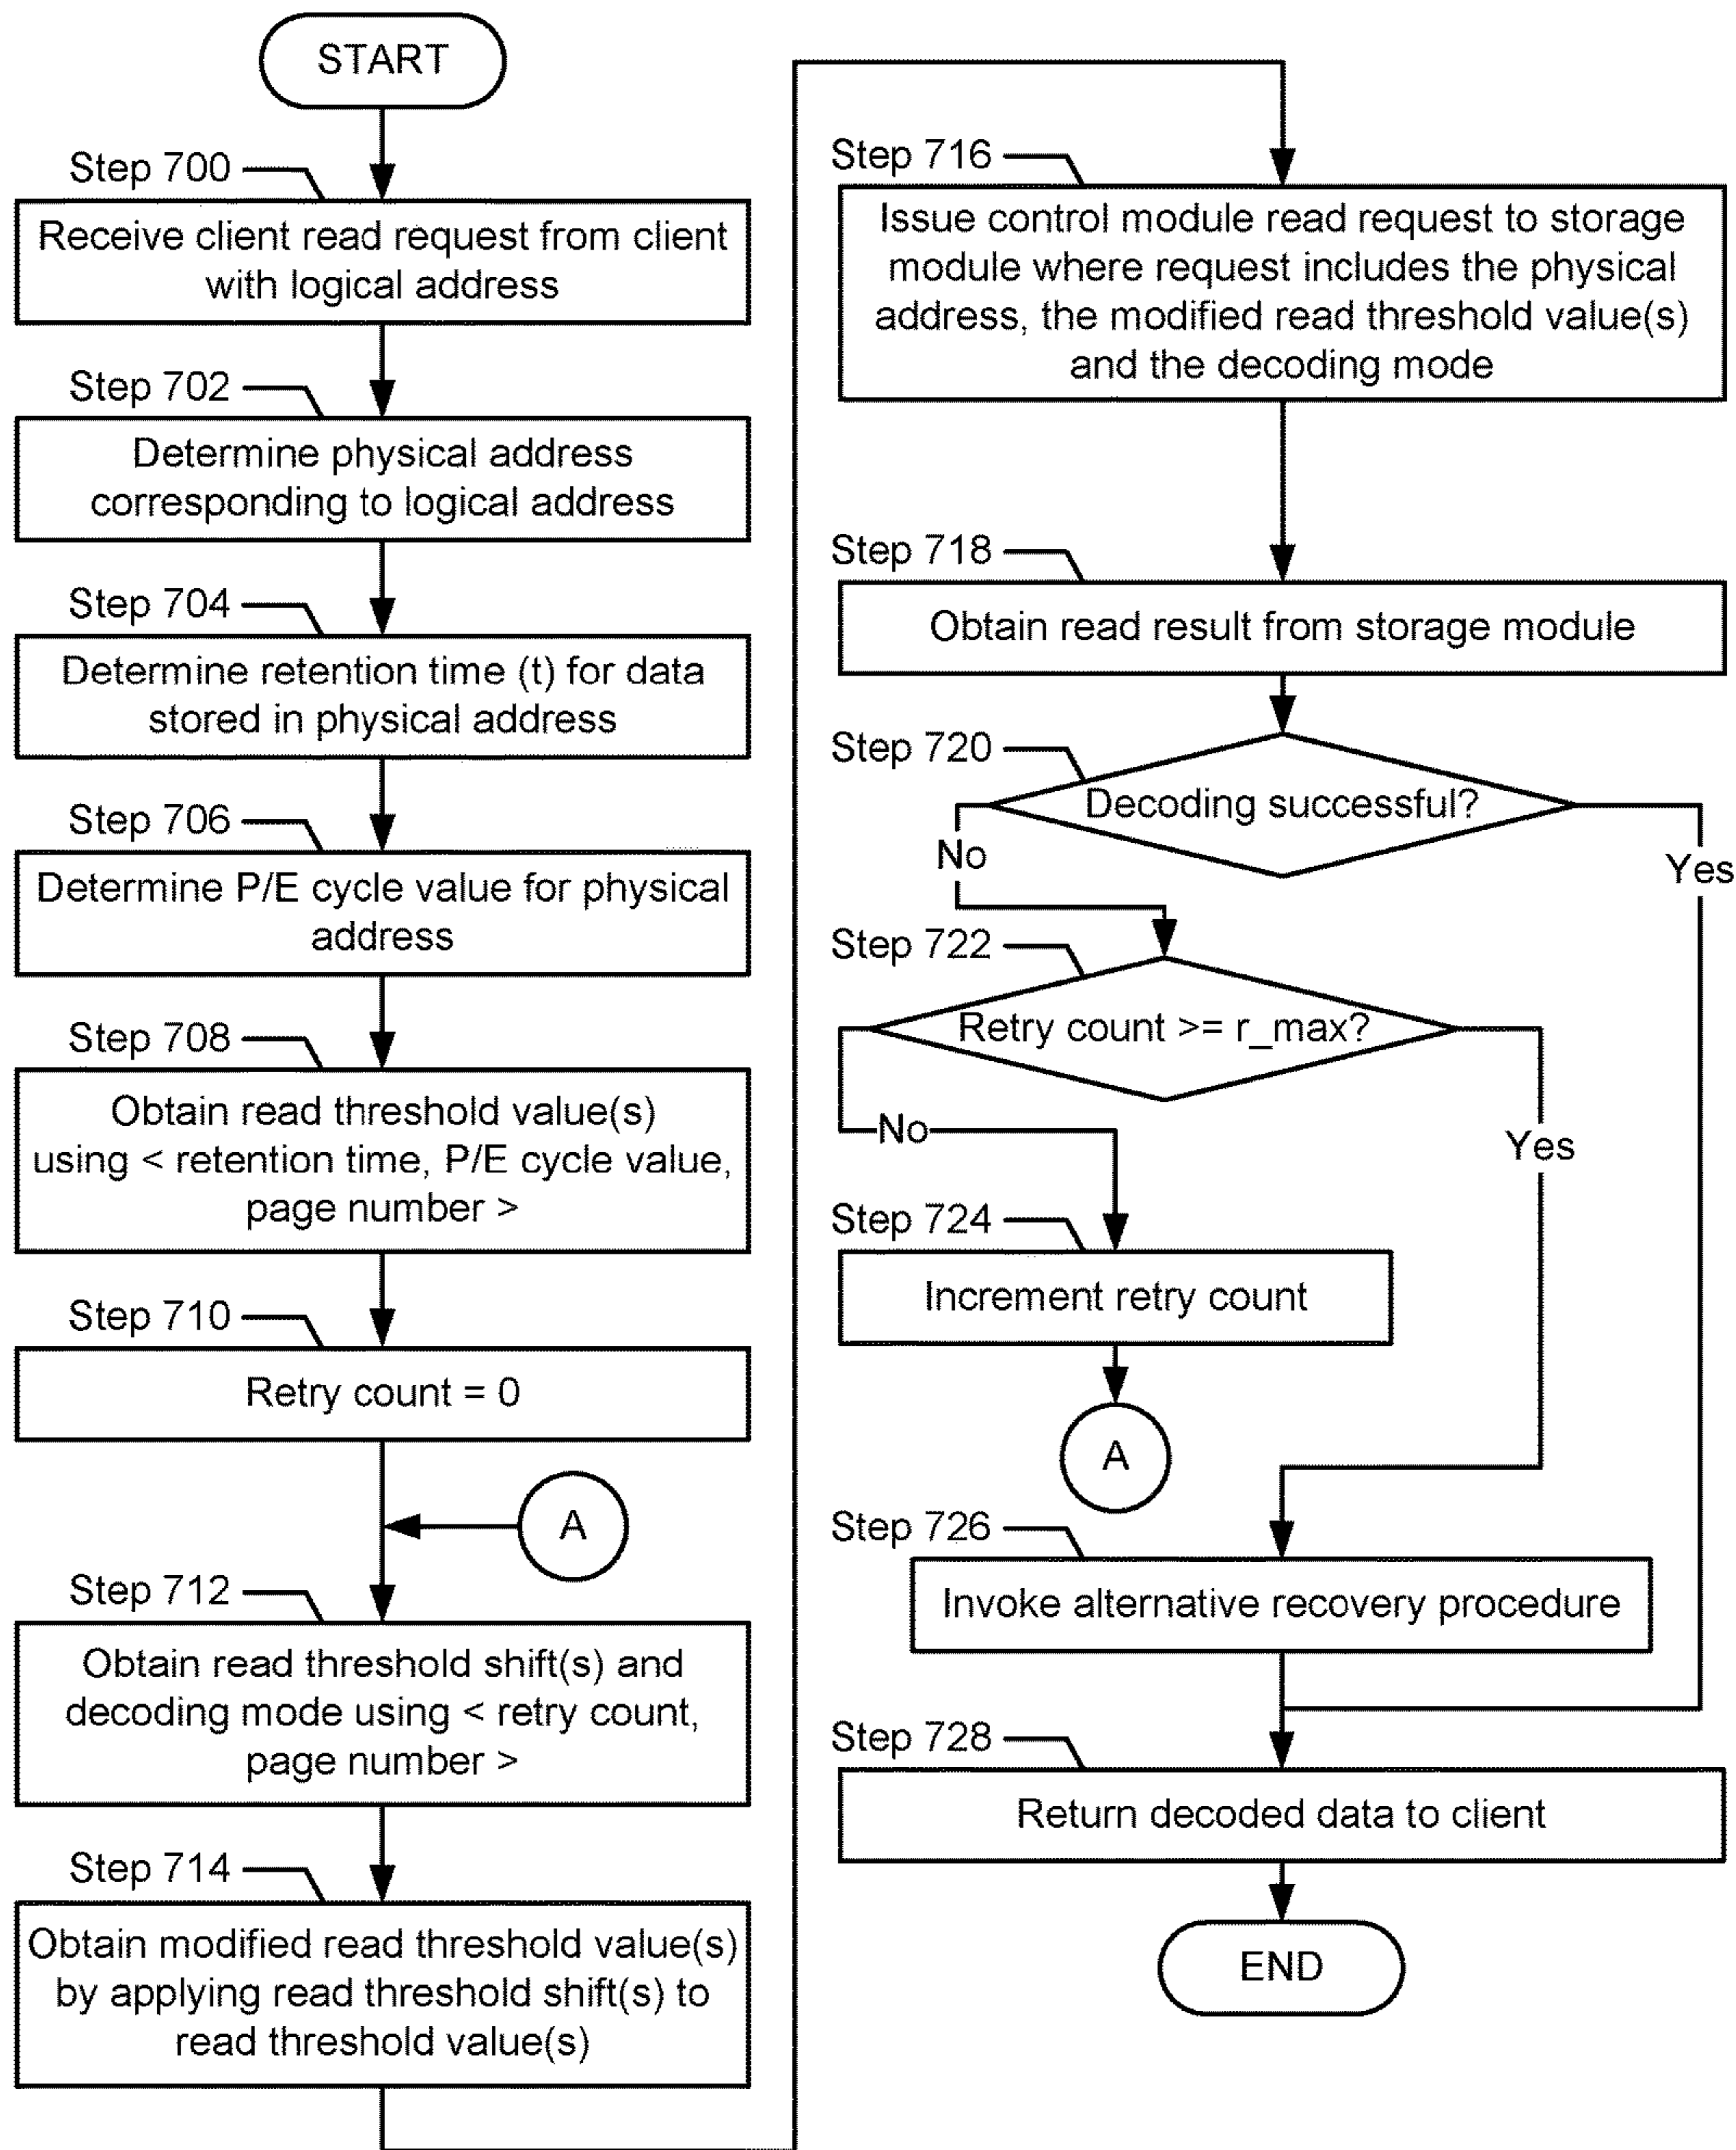 START
Step 700
Receive client read request from client
with logical address
Step 702
Determine physical address
corresponding to logical address
Step 704
Determine retention time (t) for data
stored in physical address
Step 706
Determine P/E cycle value for physical
address
Step 708
Obtain read threshold value(s)
using < retention time, P/E cycle value,
page number >
Step 710
Retry count = 0
A
Step 712
Obtain read threshold shift(s) and
decoding mode using < retry count,
page number >
Step 714
Obtain modified read threshold value(s)
by applying read threshold shift(s) to
read threshold value(s)
Step 716
Issue control module read request to storage
module where request includes the physical
address, the modified read threshold value(s)
and the decoding mode
Step 718
Obtain read result from storage module
Step 720
Decoding successful?
No
Yes
Step 722
Retry count >= r_max?
No
Yes
Step 724
Increment retry count
A
Step 726
Invoke alternative recovery procedure
Step 728
Return decoded data to client
END